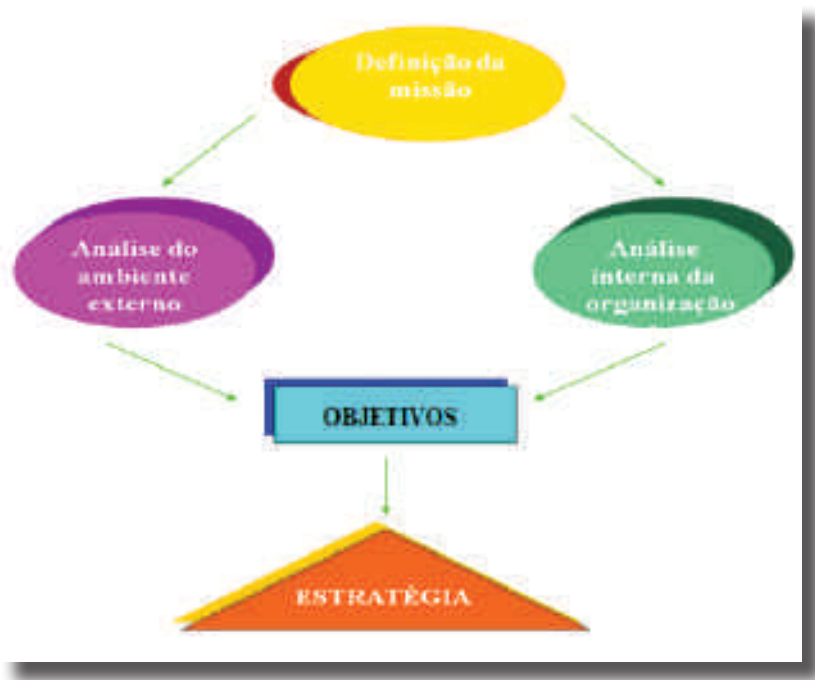 Definição da
missão
Analise do
ambiente
externo
Análise
interna da
organização
OBJETIVOS
ESTRATÉGIA